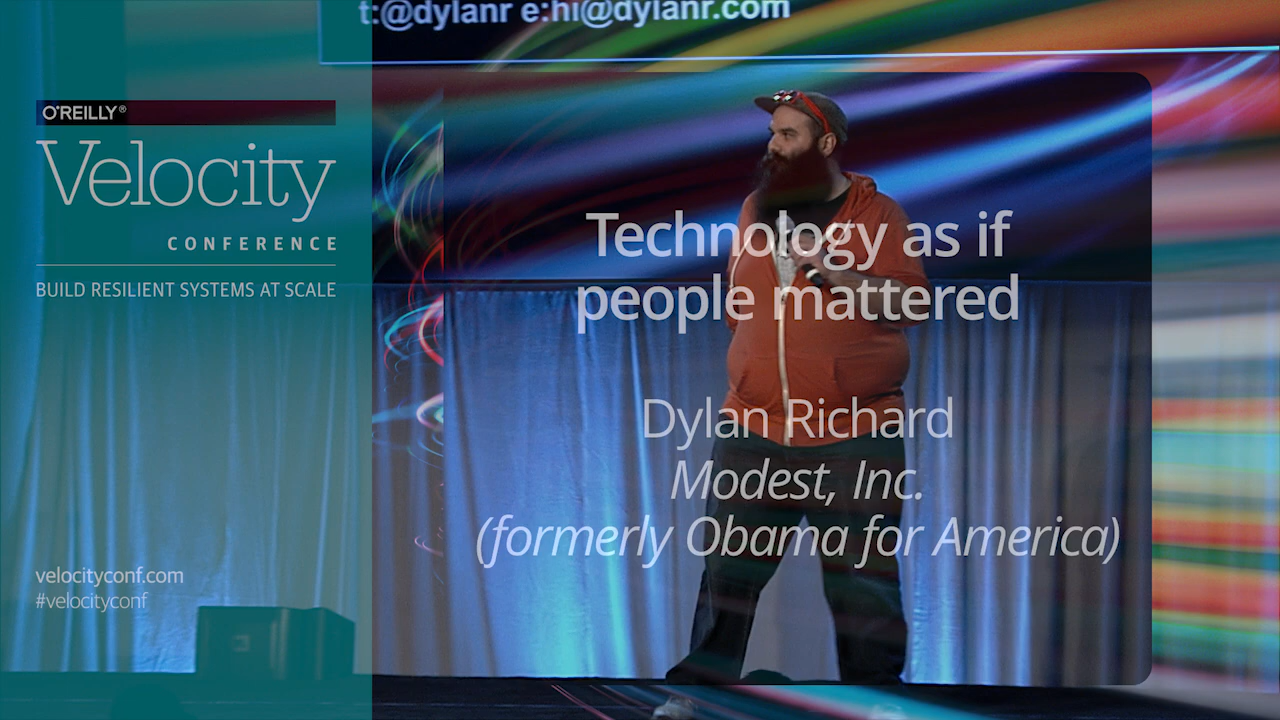 t:@dylanr e:hi@dylanr.com
O'REILLY®
Velocity
CONFERENCE
BUILD RESILIENT SYSTEMS AT SCALE
velocityconf.com
#velocityconf
Technology as if
people mattered
Dylan Richard
Modest, Inc.
(formerly Obama for America)